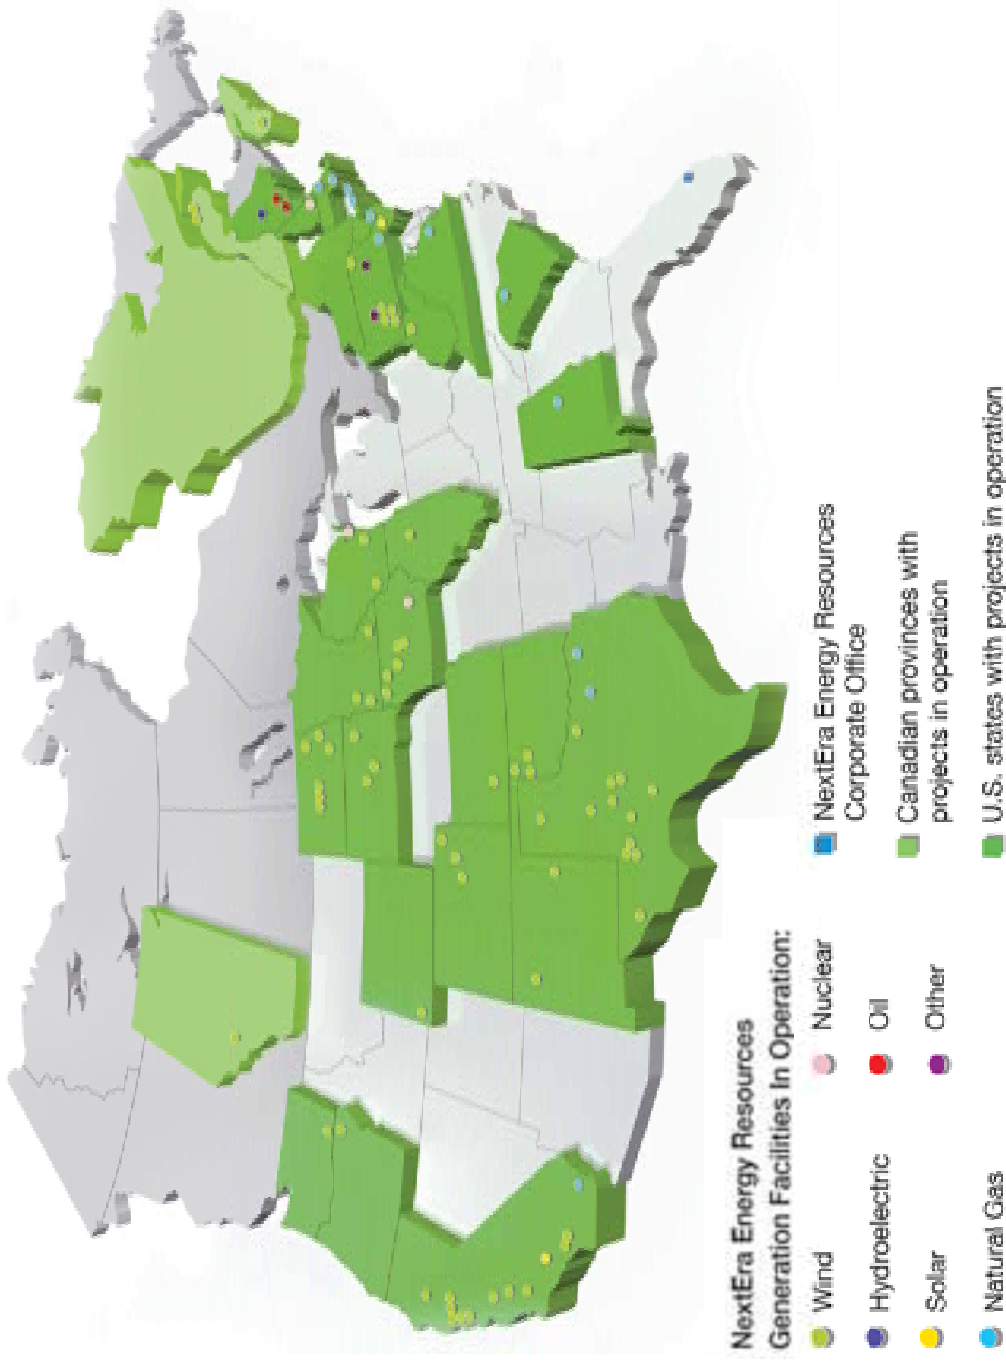 NextEra Energy Resources
Generation Facilities In Operation:
Wind
Hydroelectric
Solar
Natural Gas
Nuclear
Oil
Other
NextEra Energy Resources
Corporate Office
Canadian provinces with
projects in operation
U.S. states with projects in operation